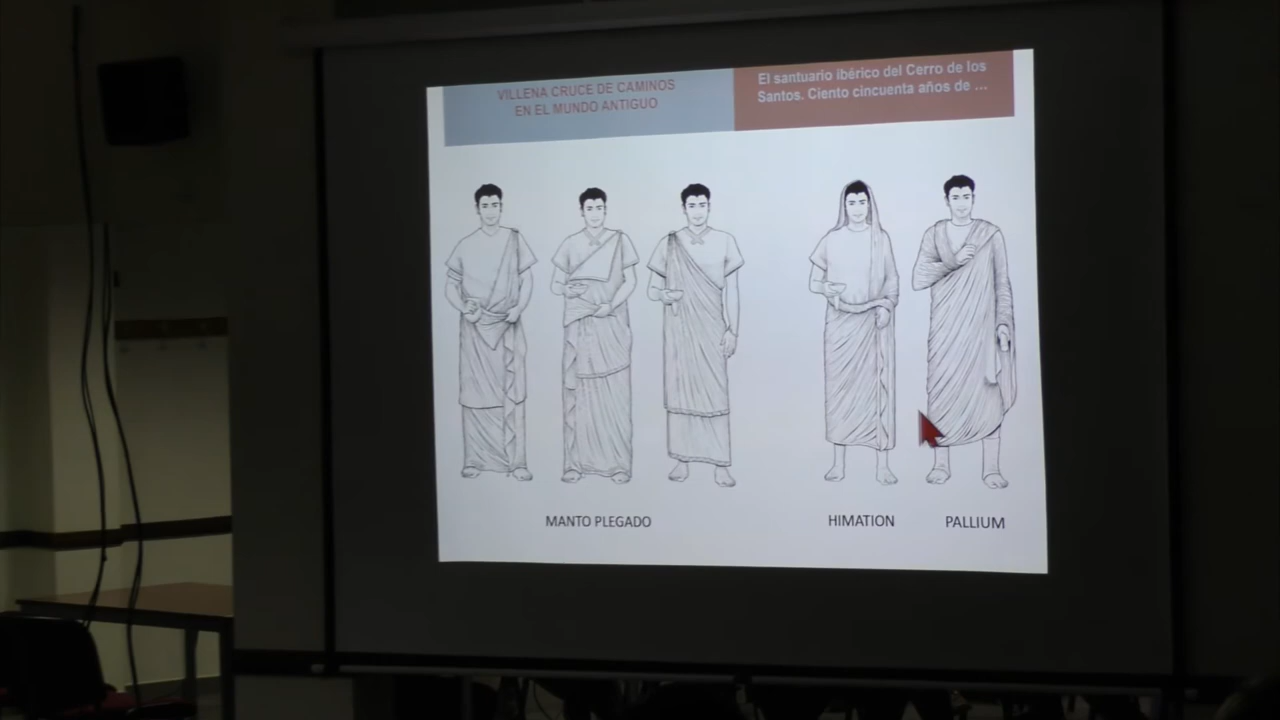 VILLENA CRUCE DE CAMINOS
EN EL MUNDO ANTIGUO
El santuario ibérico del Cerro de los
Santos. Ciento cincuenta años de ...
MANTO PLEGADO
HIMATION
PALLIUM